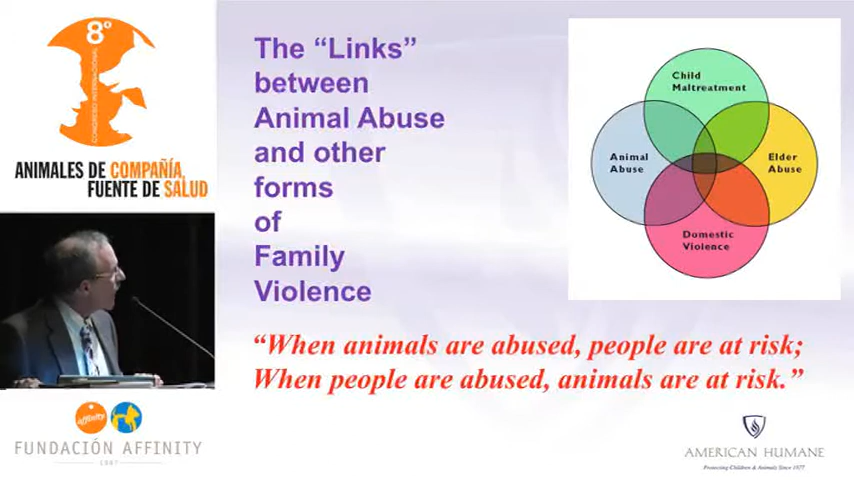 8º
CONGRESO INTERNACIONAL
ANIMALES DE COMPAÑÍA,
FUENTE DE SALUD
The “Links”
between
Animal Abuse
and other
forms
of
Family
Violence
Child
Maltreatment
Animal
Abuse
Elder
Abuse
Domestic
Violence
“When animals are abused, people are at risk;
When people are abused, animals are at risk.”
affinity
FUNDACIÓN AFFINITY
1987
AMERICAN HUMANE
Protecting Children & Animals Since 1877